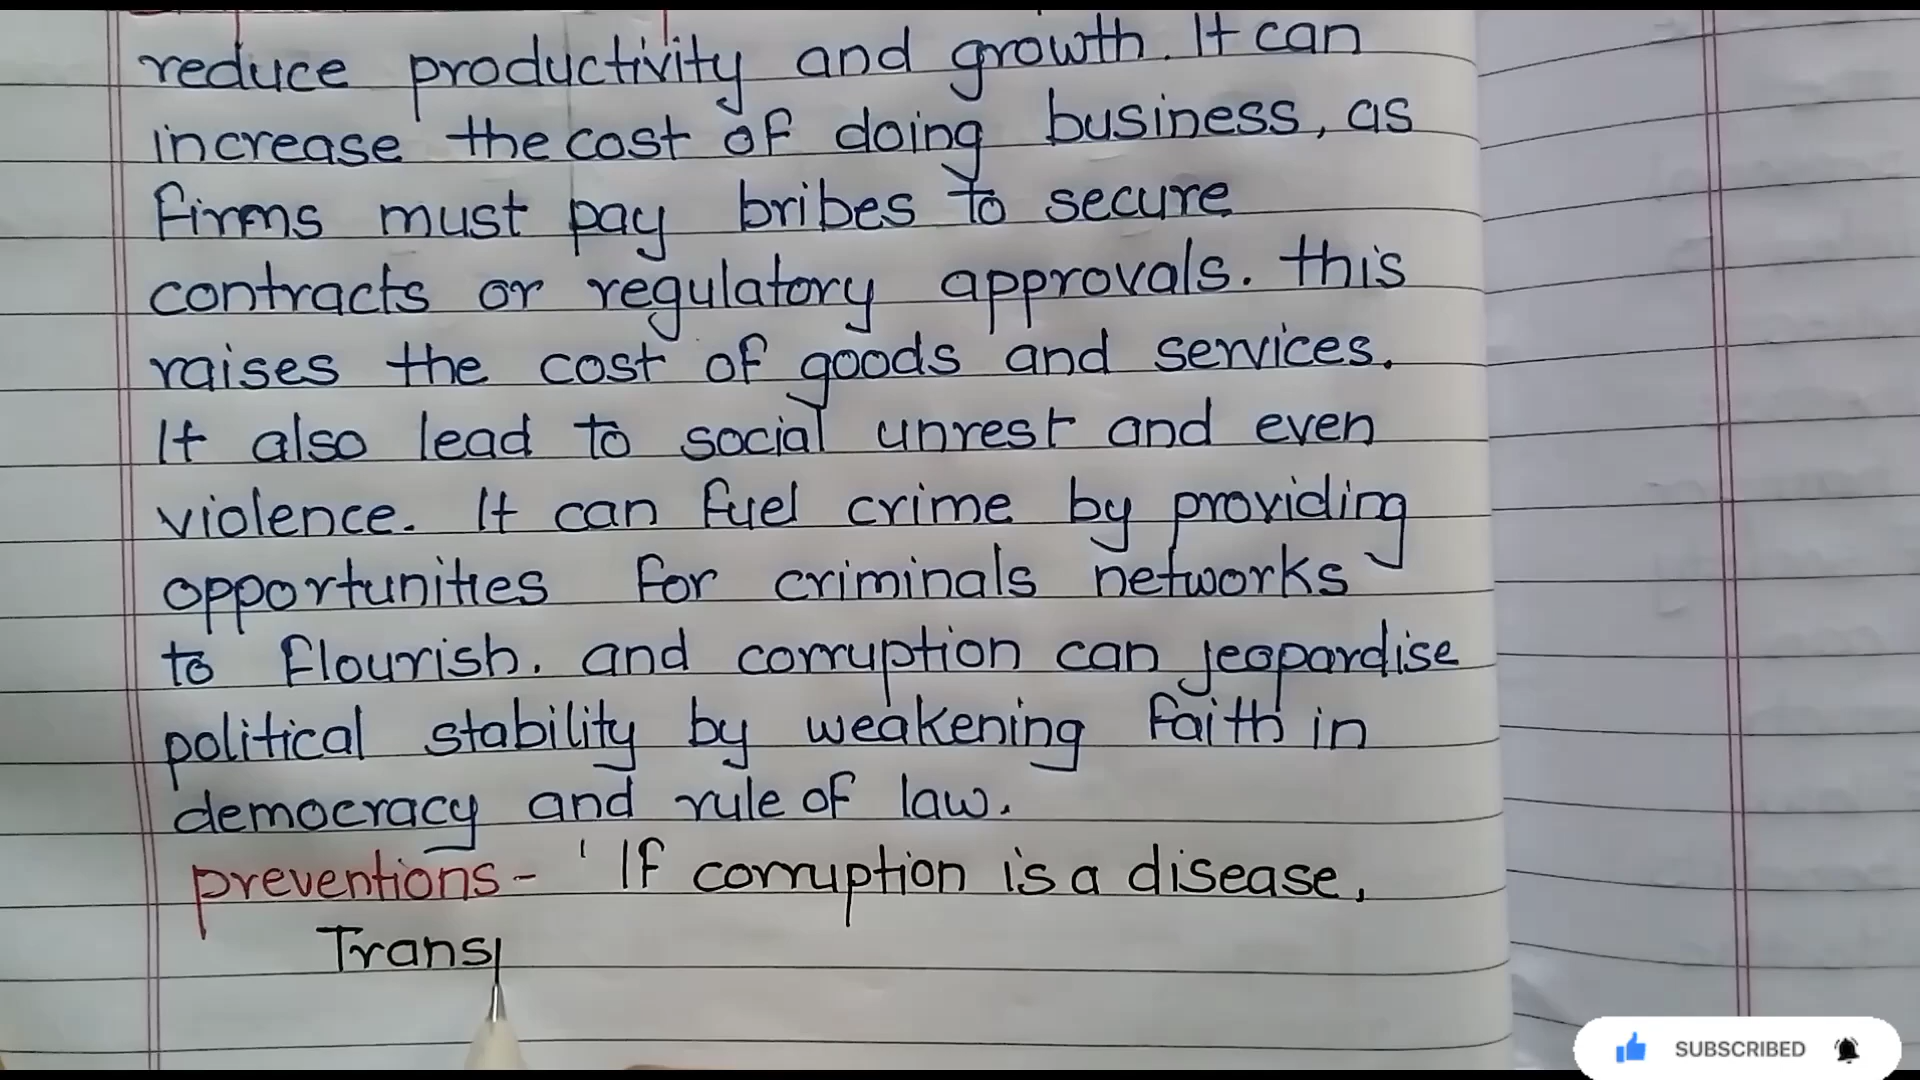 reduce productivity and growth. It can
increase the cost of doing business, as
firms must pay bribes to secure
contracts or regulatory approvals. this
raises the cost of goods and services.
It also lead to social unrest and even
violence. It can fuel crime by providing
opportunities for criminals networks
to flourish. and corruption can jeopardise
political stability by weakening faith in
democracy and rule of law.
preventions - ' If corruption is a disease,
Transp
SUBSCRIBED